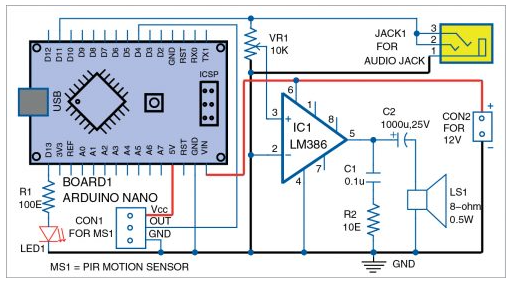 D12 D11 D10 D9 D8 D7 D6 D5 D4 D3 D2 GND RST RX0 TX1
USB
ICSP
D13 3V3 REF A0 A1 A2 A3 A4 A5 A6 A7 5V RST GND VIN
BOARD1
ARDUINO NANO
R1
100E
LED1
CON1
FOR MS1
Vcc
OUT
GND
MS1 = PIR MOTION SENSOR
VR1
10K
JACK1
FOR
AUDIO JACK
3
2
1
6
1
8
3
+
IC1
LM386
5
2
–
7
4
C2
1000u,25V
C1
0.1u
R2
10E
+
CON2
FOR
12V
–
LS1
8-ohm
0.5W
GND